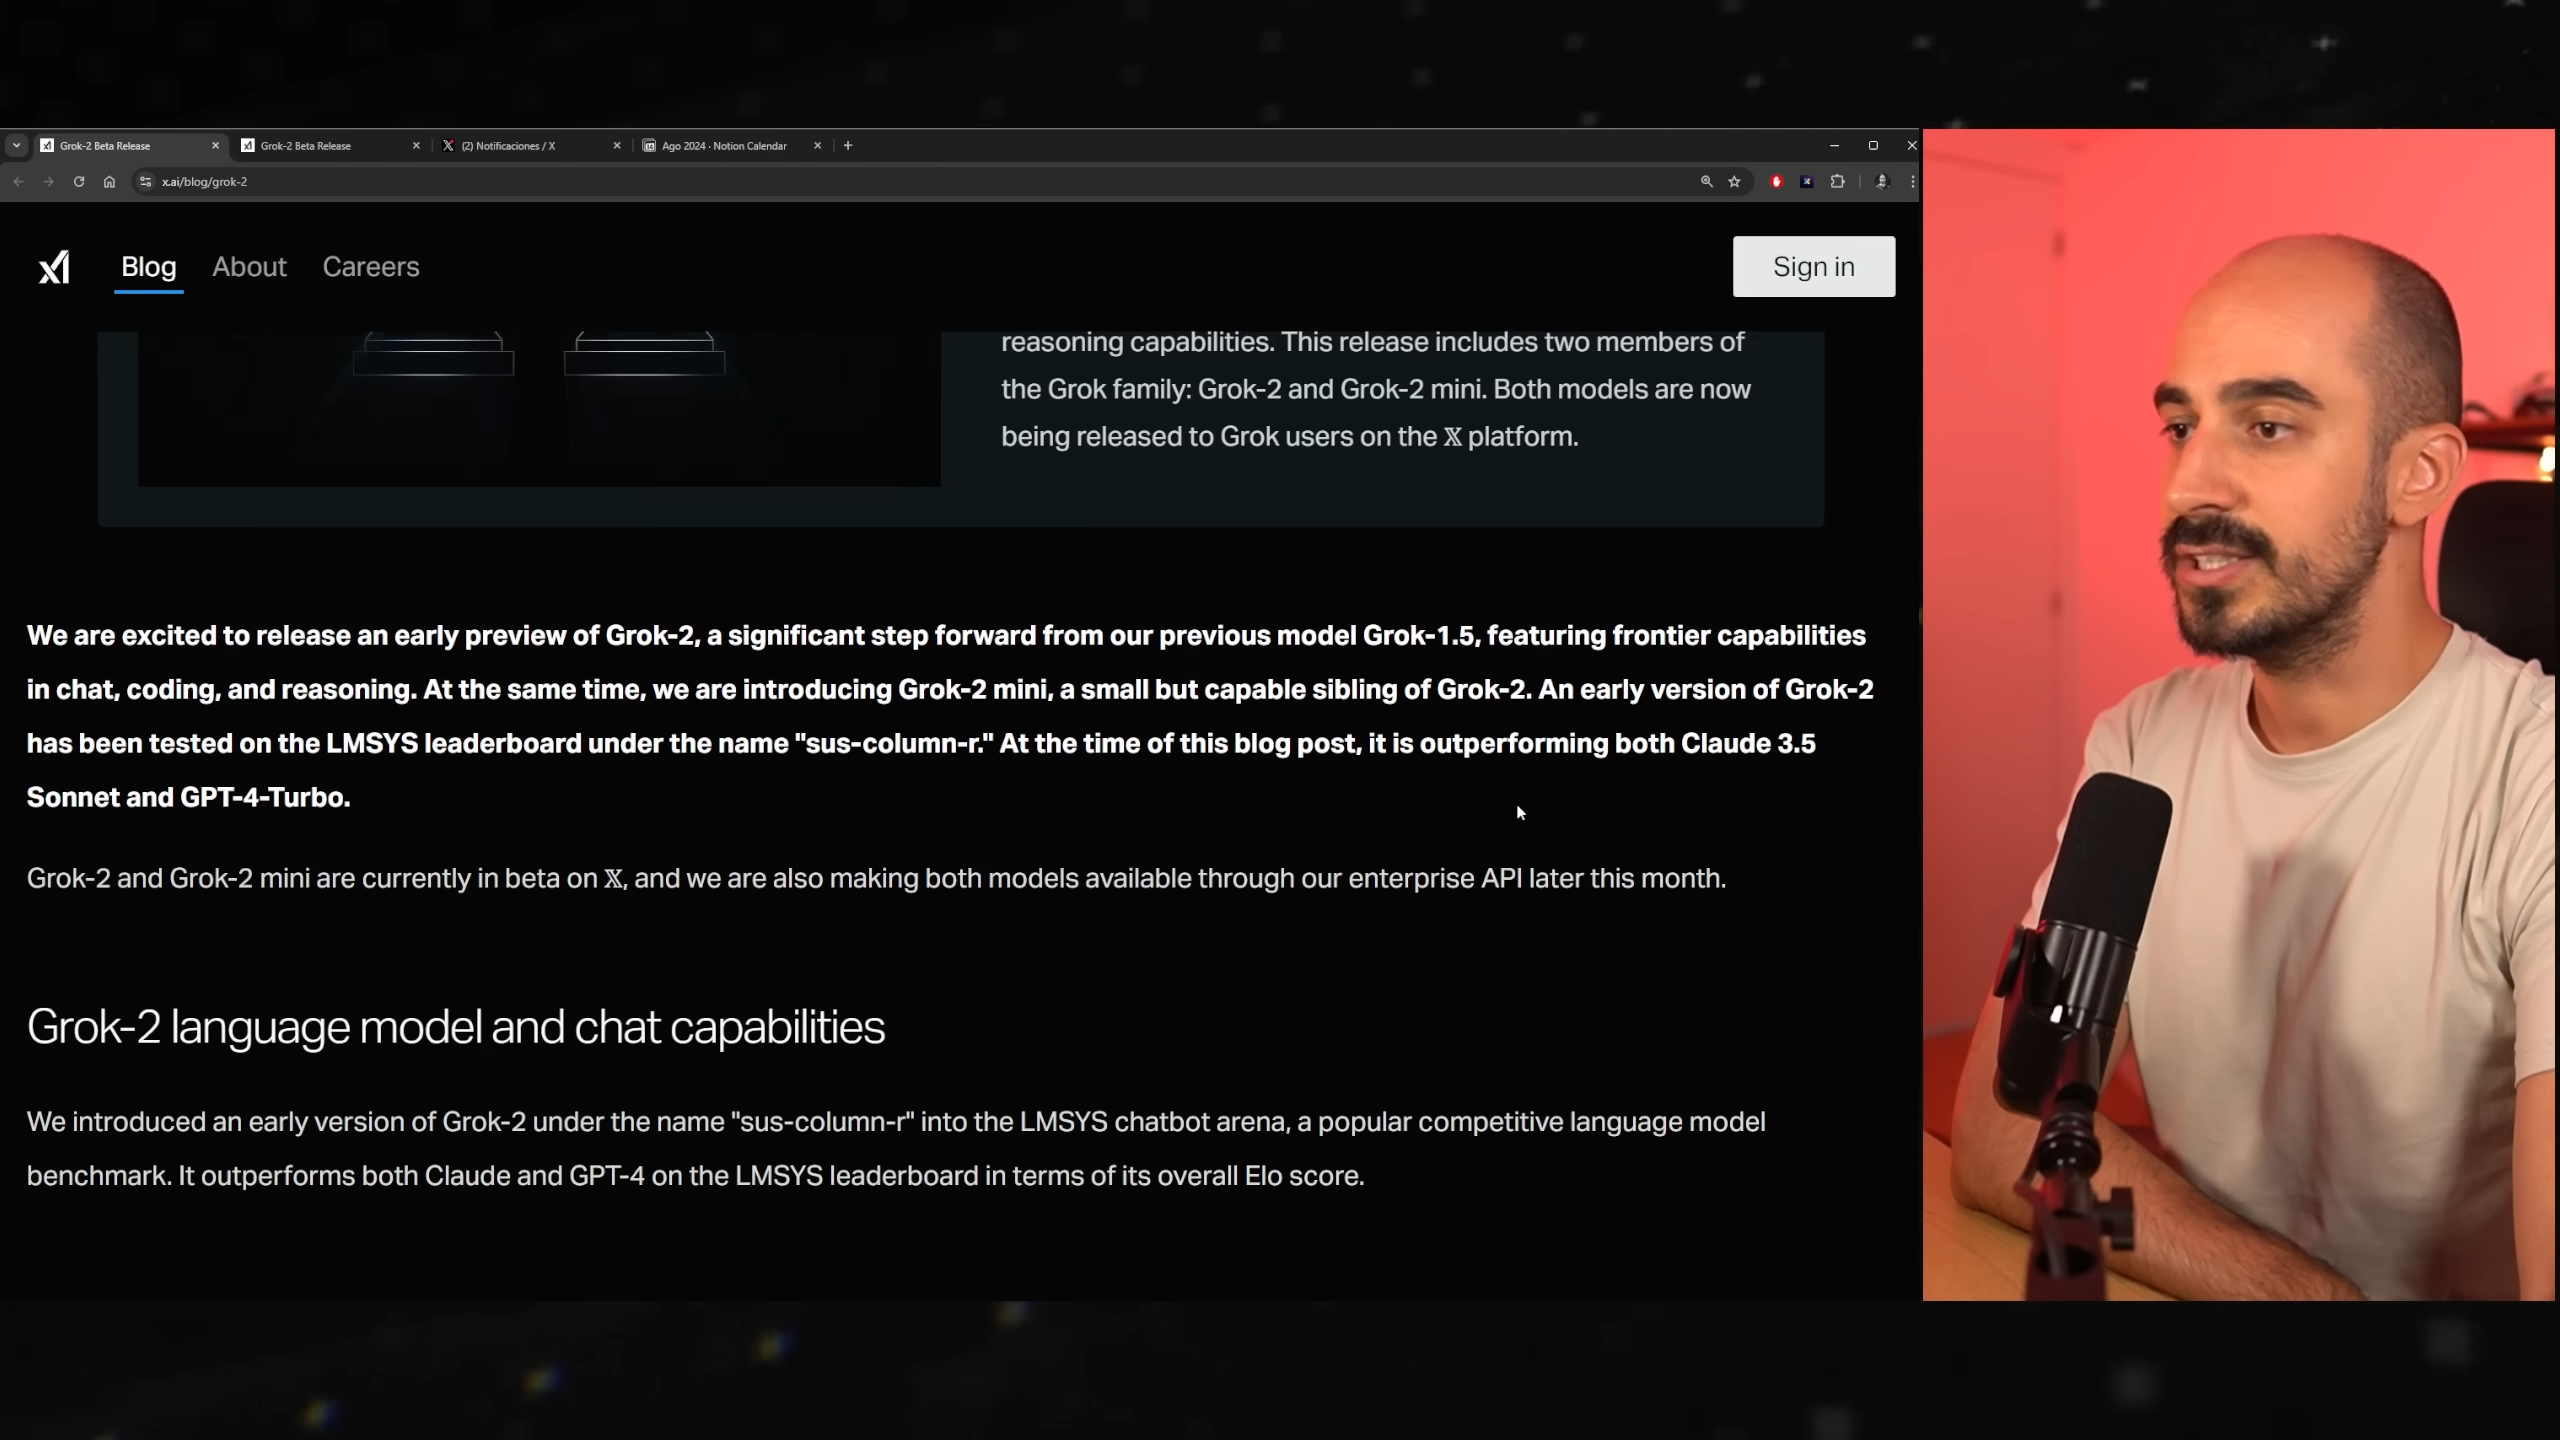 Grok-2 Beta Release
Grok-2 Beta Release
(2) Notificaciones / X
Ago 2024 · Notion Calendar
x.ai/blog/grok-2
Blog
About
Careers
Sign in
reasoning capabilities. This release includes two members of
the Grok family: Grok-2 and Grok-2 mini. Both models are now
being released to Grok users on the 𝕏 platform.
We are excited to release an early preview of Grok-2, a significant step forward from our previous model Grok-1.5, featuring frontier capabilities
in chat, coding, and reasoning. At the same time, we are introducing Grok-2 mini, a small but capable sibling of Grok-2. An early version of Grok-2
has been tested on the LMSYS leaderboard under the name "sus-column-r." At the time of this blog post, it is outperforming both Claude 3.5
Sonnet and GPT-4-Turbo.
Grok-2 and Grok-2 mini are currently in beta on 𝕏, and we are also making both models available through our enterprise API later this month.
Grok-2 language model and chat capabilities
We introduced an early version of Grok-2 under the name "sus-column-r" into the LMSYS chatbot arena, a popular competitive language model
benchmark. It outperforms both Claude and GPT-4 on the LMSYS leaderboard in terms of its overall Elo score.